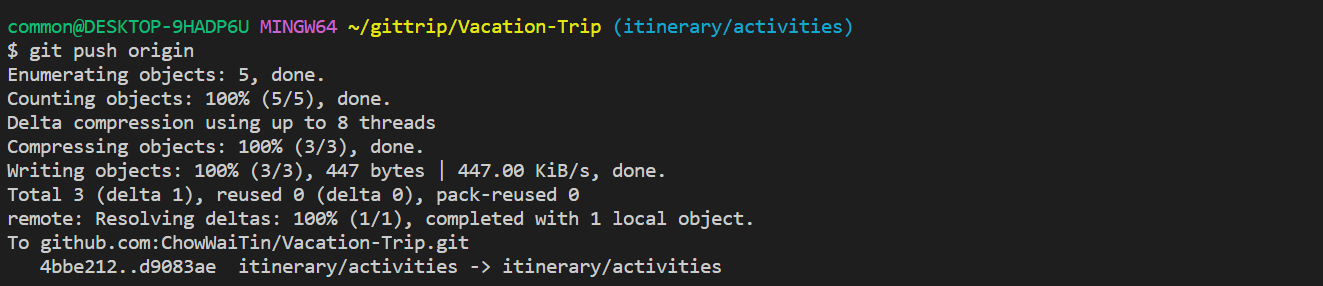 common@DESKTOP-9HADP6U MINGW64 ~/gittrip/Vacation-Trip (itinerary/activities)
$ git push origin
Enumerating objects: 5, done.
Counting objects: 100% (5/5), done.
Delta compression using up to 8 threads
Compressing objects: 100% (3/3), done.
Writing objects: 100% (3/3), 447 bytes | 447.00 KiB/s, done.
Total 3 (delta 1), reused 0 (delta 0), pack-reused 0
remote: Resolving deltas: 100% (1/1), completed with 1 local object.
To github.com:ChowWaiTin/Vacation-Trip.git
   4bbe212..d9083ae  itinerary/activities -> itinerary/activities